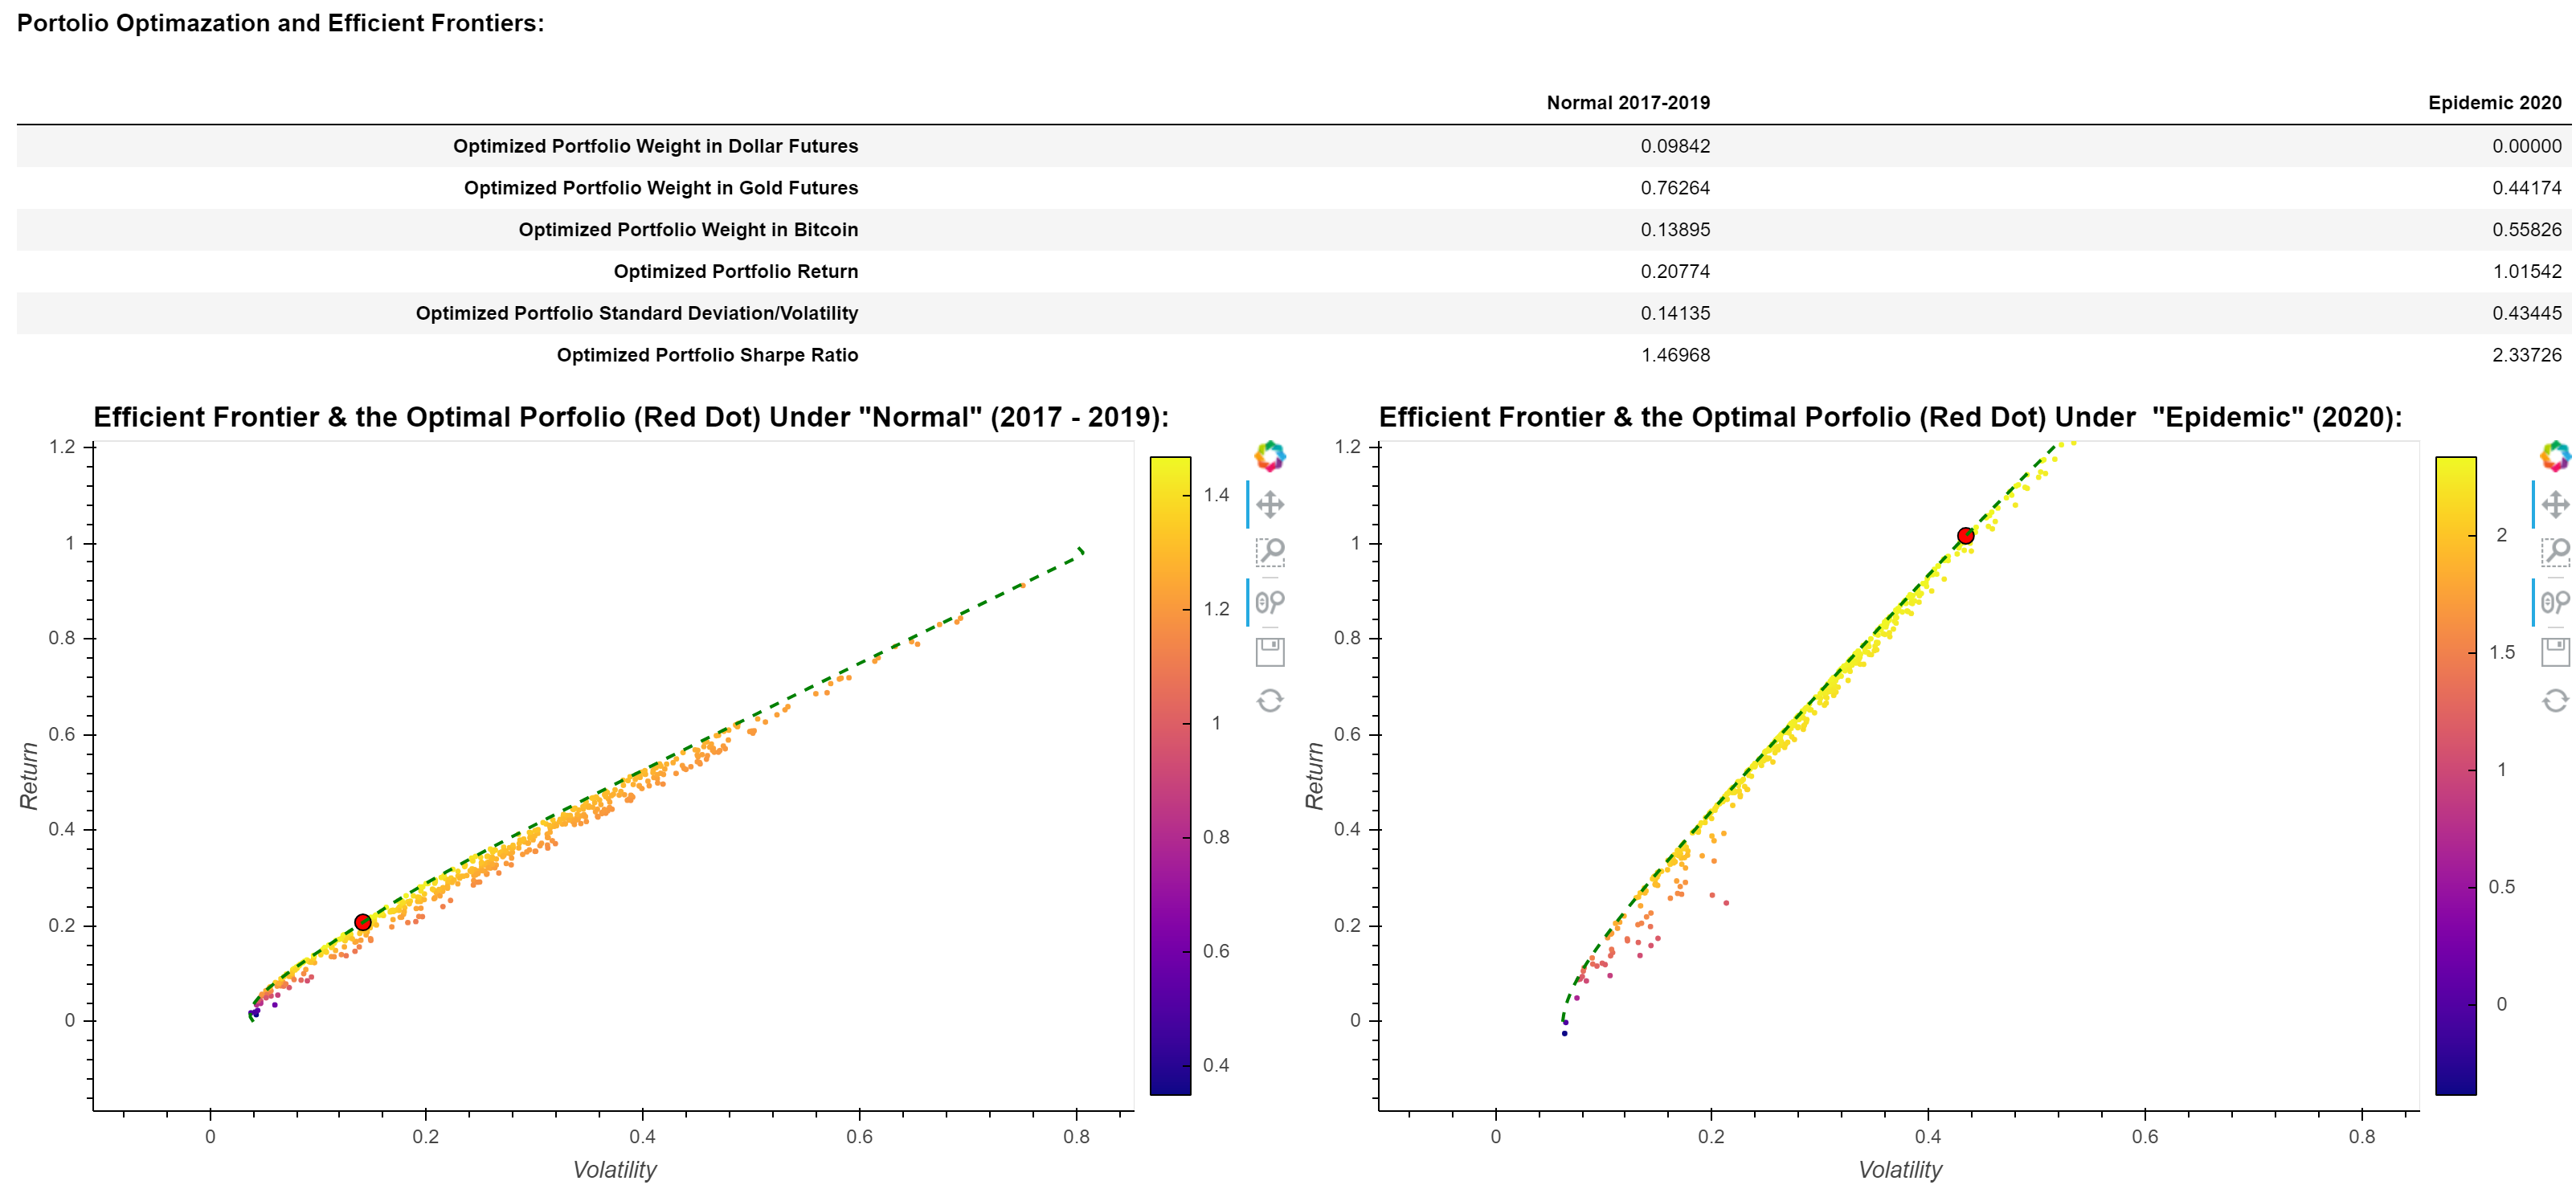 Portolio Optimazation and Efficient Frontiers:
Normal 2017-2019 Epidemic 2020
Optimized Portfolio Weight in Dollar Futures 0.09842 0.00000
Optimized Portfolio Weight in Gold Futures 0.76264 0.44174
Optimized Portfolio Weight in Bitcoin 0.13895 0.55826
Optimized Portfolio Return 0.20774 1.01542
Optimized Portfolio Standard Deviation/Volatility 0.14135 0.43445
Optimized Portfolio Sharpe Ratio 1.46968 2.33726
Efficient Frontier & the Optimal Porfolio (Red Dot) Under "Normal" (2017 - 2019):
1.2
1
0.8
0.6
0.4
0.2
0
Return
0 0.2 0.4 0.6 0.8
Volatility
1.4
1.2
1
0.8
0.6
0.4
Efficient Frontier & the Optimal Porfolio (Red Dot) Under "Epidemic" (2020):
1.2
1
0.8
0.6
0.4
0.2
0
Return
0 0.2 0.4 0.6 0.8
Volatility
2
1.5
1
0.5
0